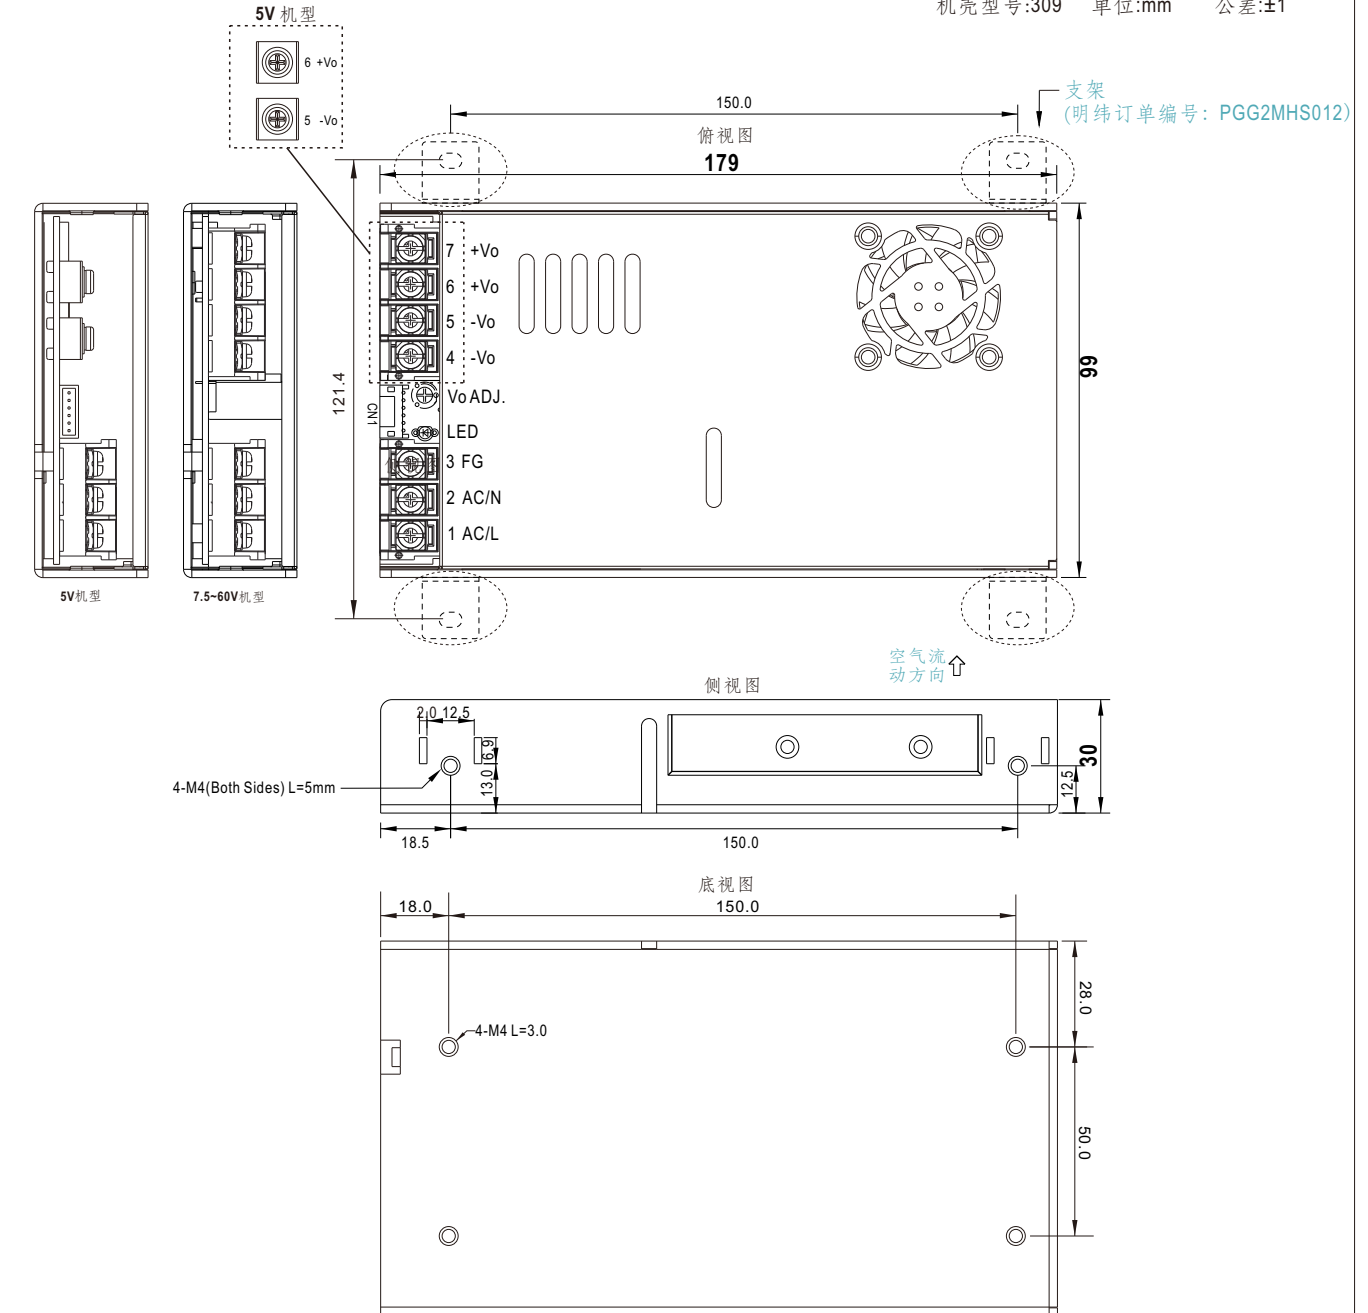 机壳型号:309 单位:mm 公差:±1
5V 机型
6 +Vo
5 -Vo
150.0
支架
(明纬订单编号：PGG2MHS012)
俯视图
179
7 +Vo
6 +Vo
5 -Vo
4 -Vo
Vo ADJ.
CN1
LED
3 FG
2 AC/N
1 AC/L
121.4
99
5V机型
7.5~60V机型
空气流
动方向
侧视图
2.0 12.5
6.9
13.0
30
12.5
4-M4(Both Sides) L=5mm
18.5
150.0
底视图
18.0
150.0
28.0
4-M4 L=3.0
50.0